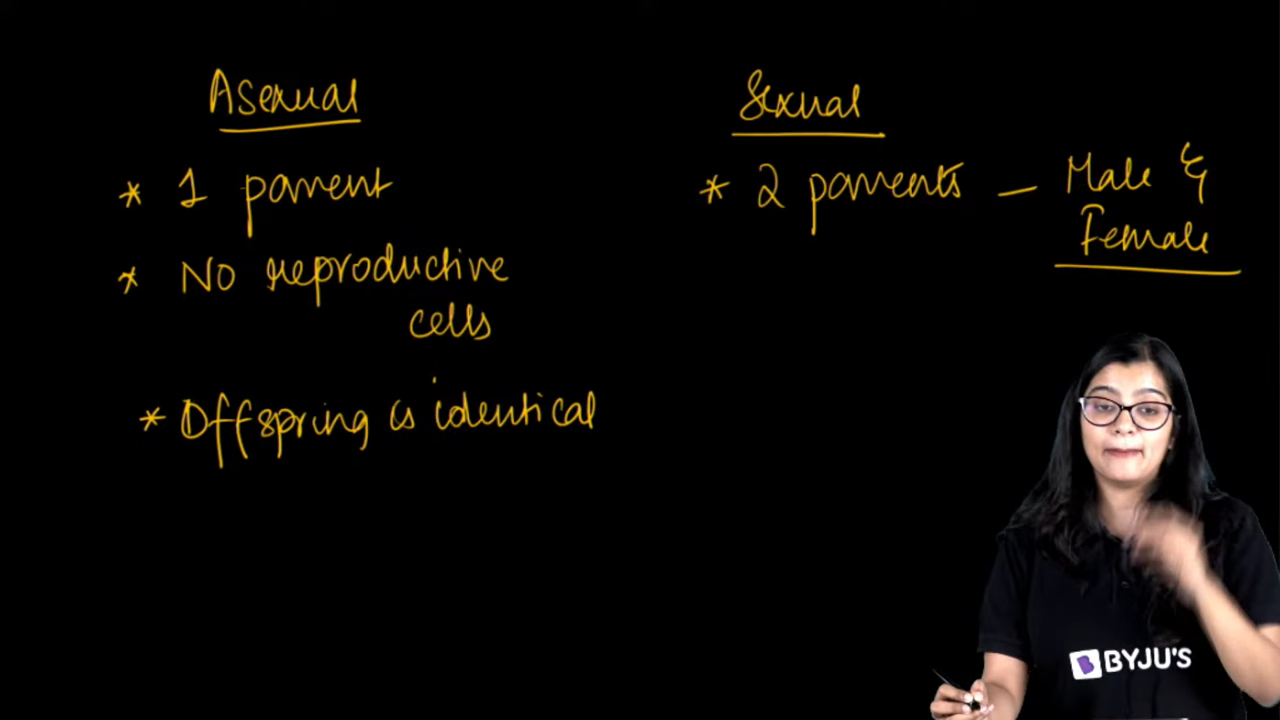 Asexual
* 1 parent
* No reproductive
cells
* Offspring is identical
Sexual
* 2 parents — Male &
Female
BYJU'S